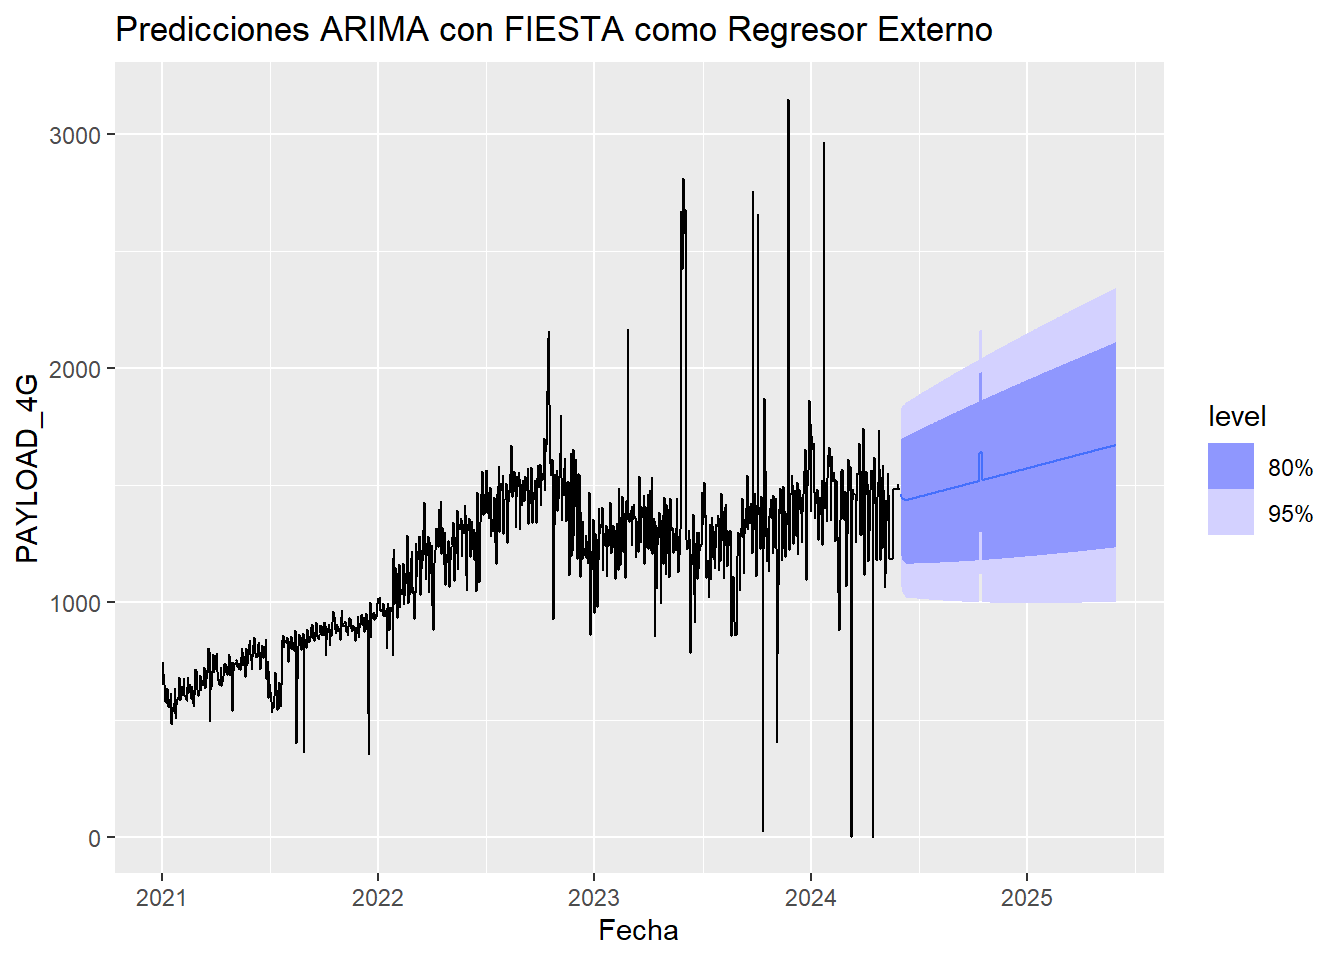 Predicciones ARIMA con FIESTA como Regresor Externo
3000
2000
1000
0
PAYLOAD_4G
2021 2022 2023 2024 2025
Fecha
level
80%
95%